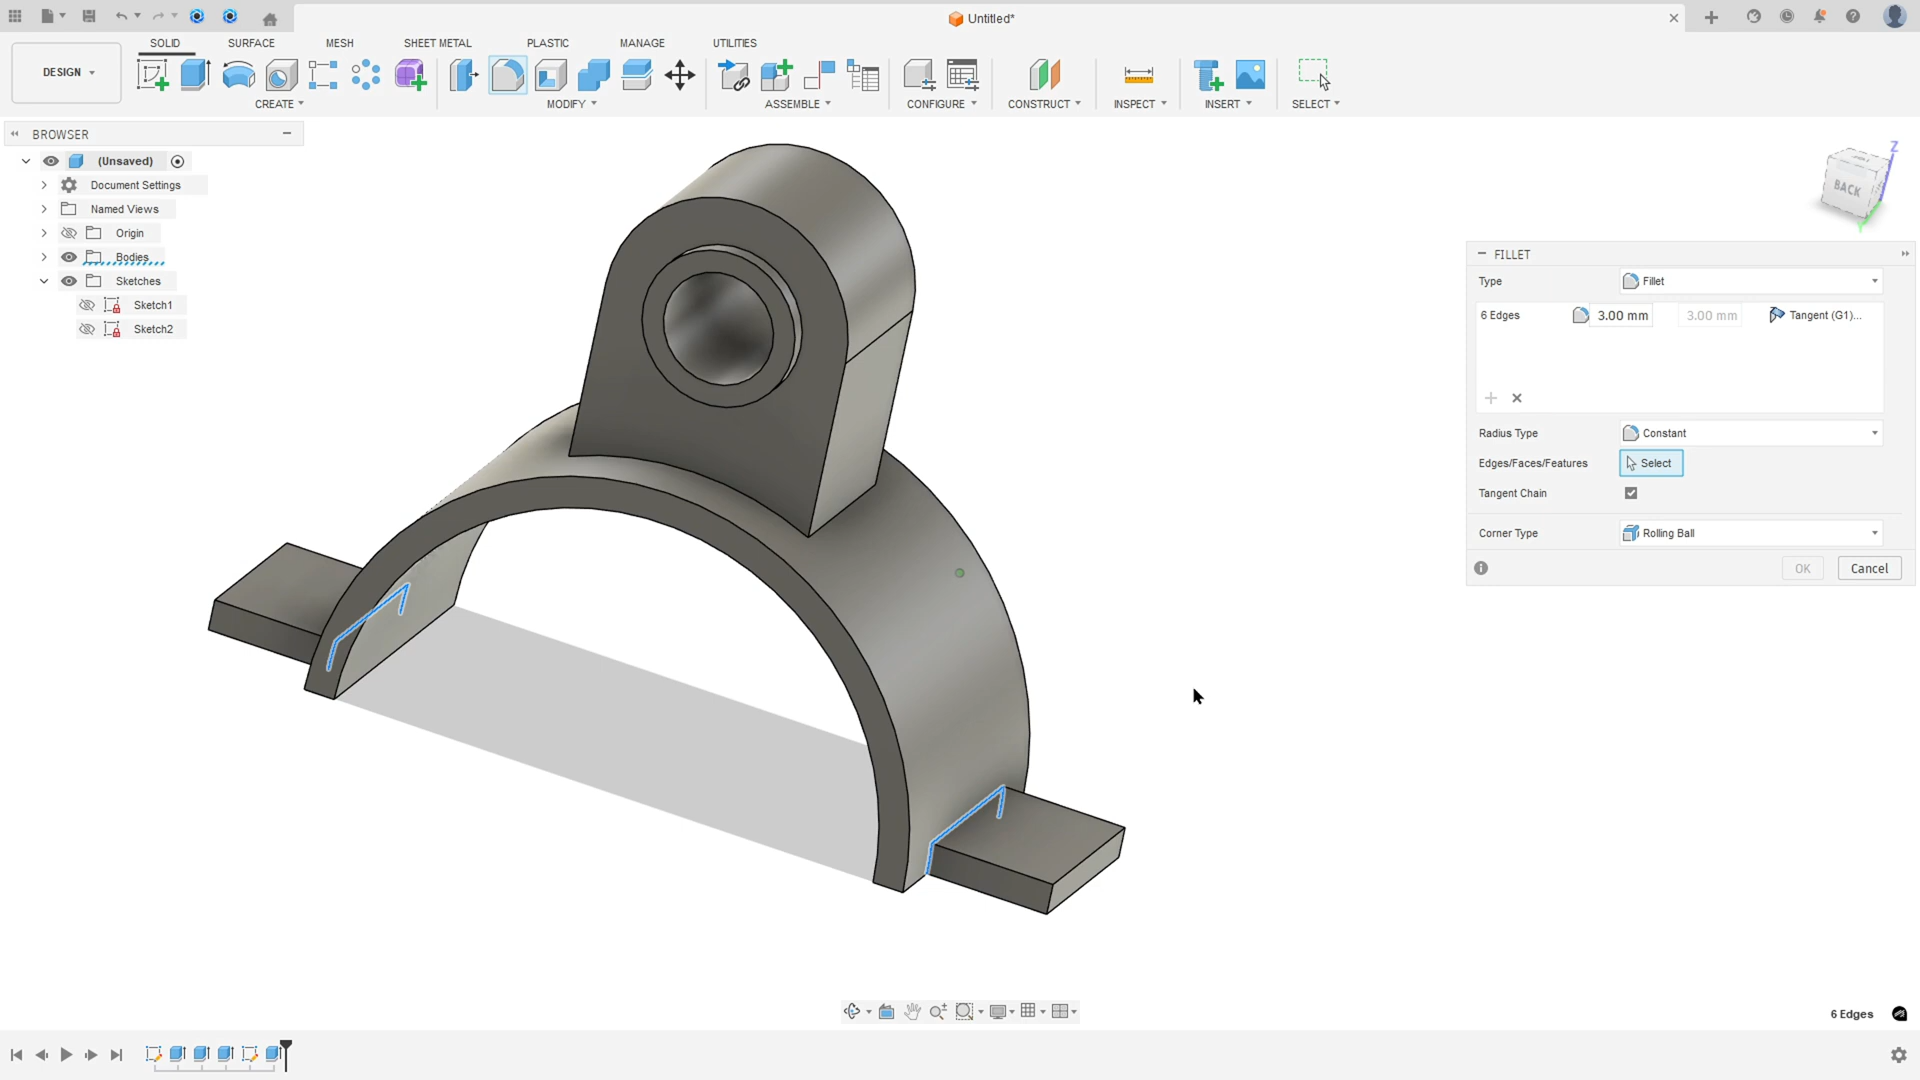 Untitled*
DESIGN
SOLID SURFACE MESH SHEET METAL PLASTIC MANAGE UTILITIES
CREATE MODIFY ASSEMBLE CONFIGURE CONSTRUCT INSPECT INSERT SELECT
BROWSER
(Unsaved)
Document Settings
Named Views
Origin
Bodies
Sketches
Sketch1
Sketch2
Z
BACK
Y
FILLET
Type Fillet
6 Edges 3.00 mm 3.00 mm Tangent (G1)...
Radius Type Constant
Edges/Faces/Features Select
Tangent Chain
Corner Type Rolling Ball
OK Cancel
6 Edges